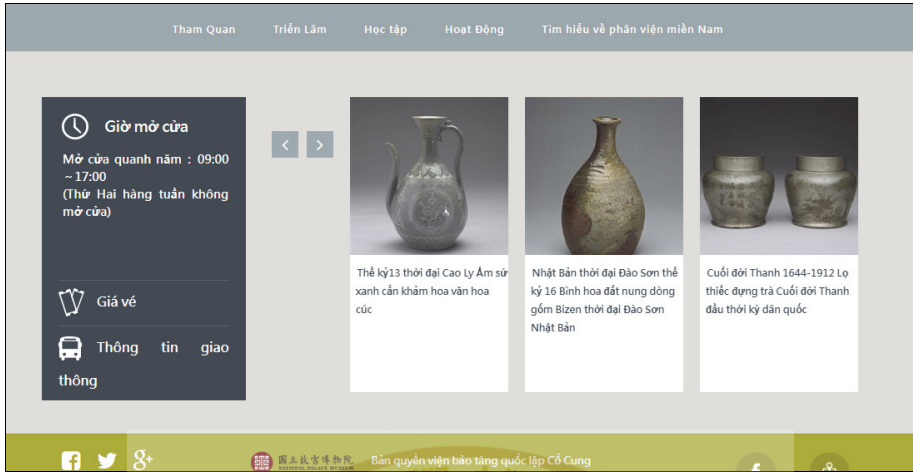 Tham Quan Triển Lãm Học tập Hoạt Động Tìm hiểu về phân viện miền Nam
Giờ mở cửa
Mở cửa quanh năm : 09:00
~17:00
(Thứ Hai hàng tuần không
mở cửa)
Giá vé
Thông tin giao
thông
Thế kỷ13 thời đại Cao Ly Ấm sứ
xanh cẩn khảm hoa văn hoa
cúc
Nhật Bản thời đại Đào Sơn thế
kỷ 16 Bình hoa đất nung dòng
gốm Bizen thời đại Đào Sơn
Nhật Bản
Cuối đời Thanh 1644-1912 Lọ
thiếc đựng trà Cuối đời Thanh
đầu thời kỳ dân quốc
國立故宮博物院
NATIONAL PALACE MUSEUM
Bản quyền viện bảo tàng quốc lập Cố Cung